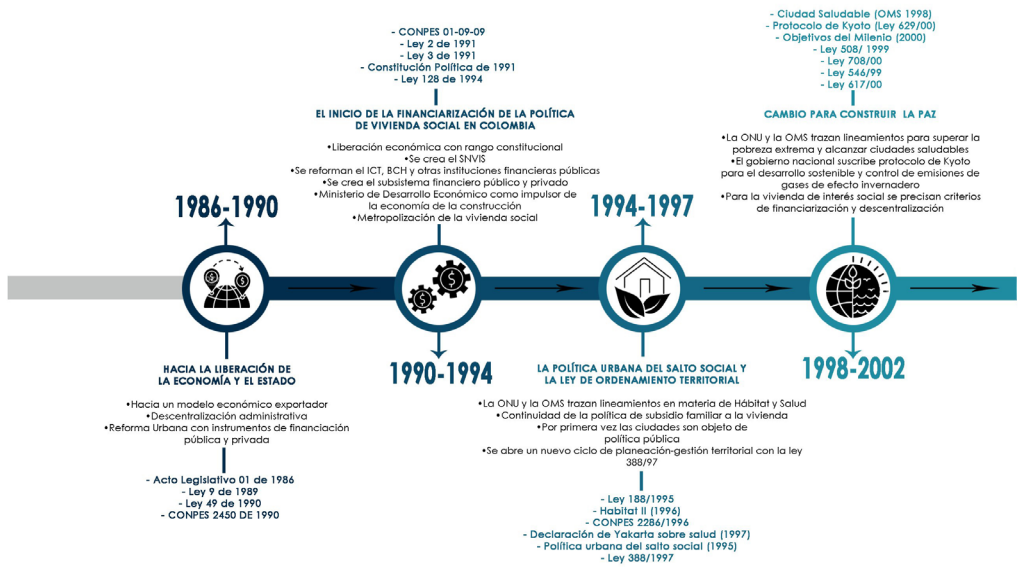 1986-1990
HACIA LA LIBERACIÓN DE
LA ECONOMÍA Y EL ESTADO
•Hacia un modelo económico exportador
•Descentralización administrativa
•Reforma Urbana con instrumentos de financiación
pública y privada
- Acto Legislativo 01 de 1986
- Ley 9 de 1989
- Ley 49 de 1990
- CONPES 2450 DE 1990
- CONPES 01-09-09
- Ley 2 de 1991
- Ley 3 de 1991
- Constitución Política de 1991
- Ley 128 de 1994
EL INICIO DE LA FINANCIARIZACIÓN DE LA POLÍTICA
DE VIVIENDA SOCIAL EN COLOMBIA
•Liberación económica con rango constitucional
•Se crea el SNVIS
•Se reforman el ICT, BCH y otras instituciones financieras públicas
•Se crea el subsistema financiero público y privado
•Ministerio de Desarrollo Económico como impulsor de
la economía de la construcción
•Metropolización de la vivienda social
$
$
$
$
1990-1994
1994-1997
LA POLÍTICA URBANA DEL SALTO SOCIAL Y
LA LEY DE ORDENAMIENTO TERRITORIAL
•La ONU y la OMS trazan lineamientos en materia de Hábitat y Salud
•Continuidad de la política de subsidio familiar a la vivienda
•Por primera vez las ciudades son objeto de
política pública
•Se abre un nuevo ciclo de planeación-gestión territorial con la ley
388/97
- Ley 188/1995
- Habitat II (1996)
- CONPES 2286/1996
- Declaración de Yakarta sobre salud (1997)
- Política urbana del salto social (1995)
- Ley 388/1997
- Ciudad Saludable (OMS 1998)
- Protocolo de Kyoto (Ley 629/00)
- Objetivos del Milenio (2000)
- Ley 508/ 1999
- Ley 708/00
- Ley 546/99
- Ley 617/00
CAMBIO PARA CONSTRUIR LA PAZ
•La ONU y la OMS trazan lineamientos para superar la
pobreza extrema y alcanzar ciudades saludables
•El gobierno nacional suscribe protocolo de Kyoto
para el desarrollo sostenible y control de emisiones de
gases de efecto invernadero
•Para la vivienda de interés social se precisan criterios
de financiarización y descentralización
1998-2002